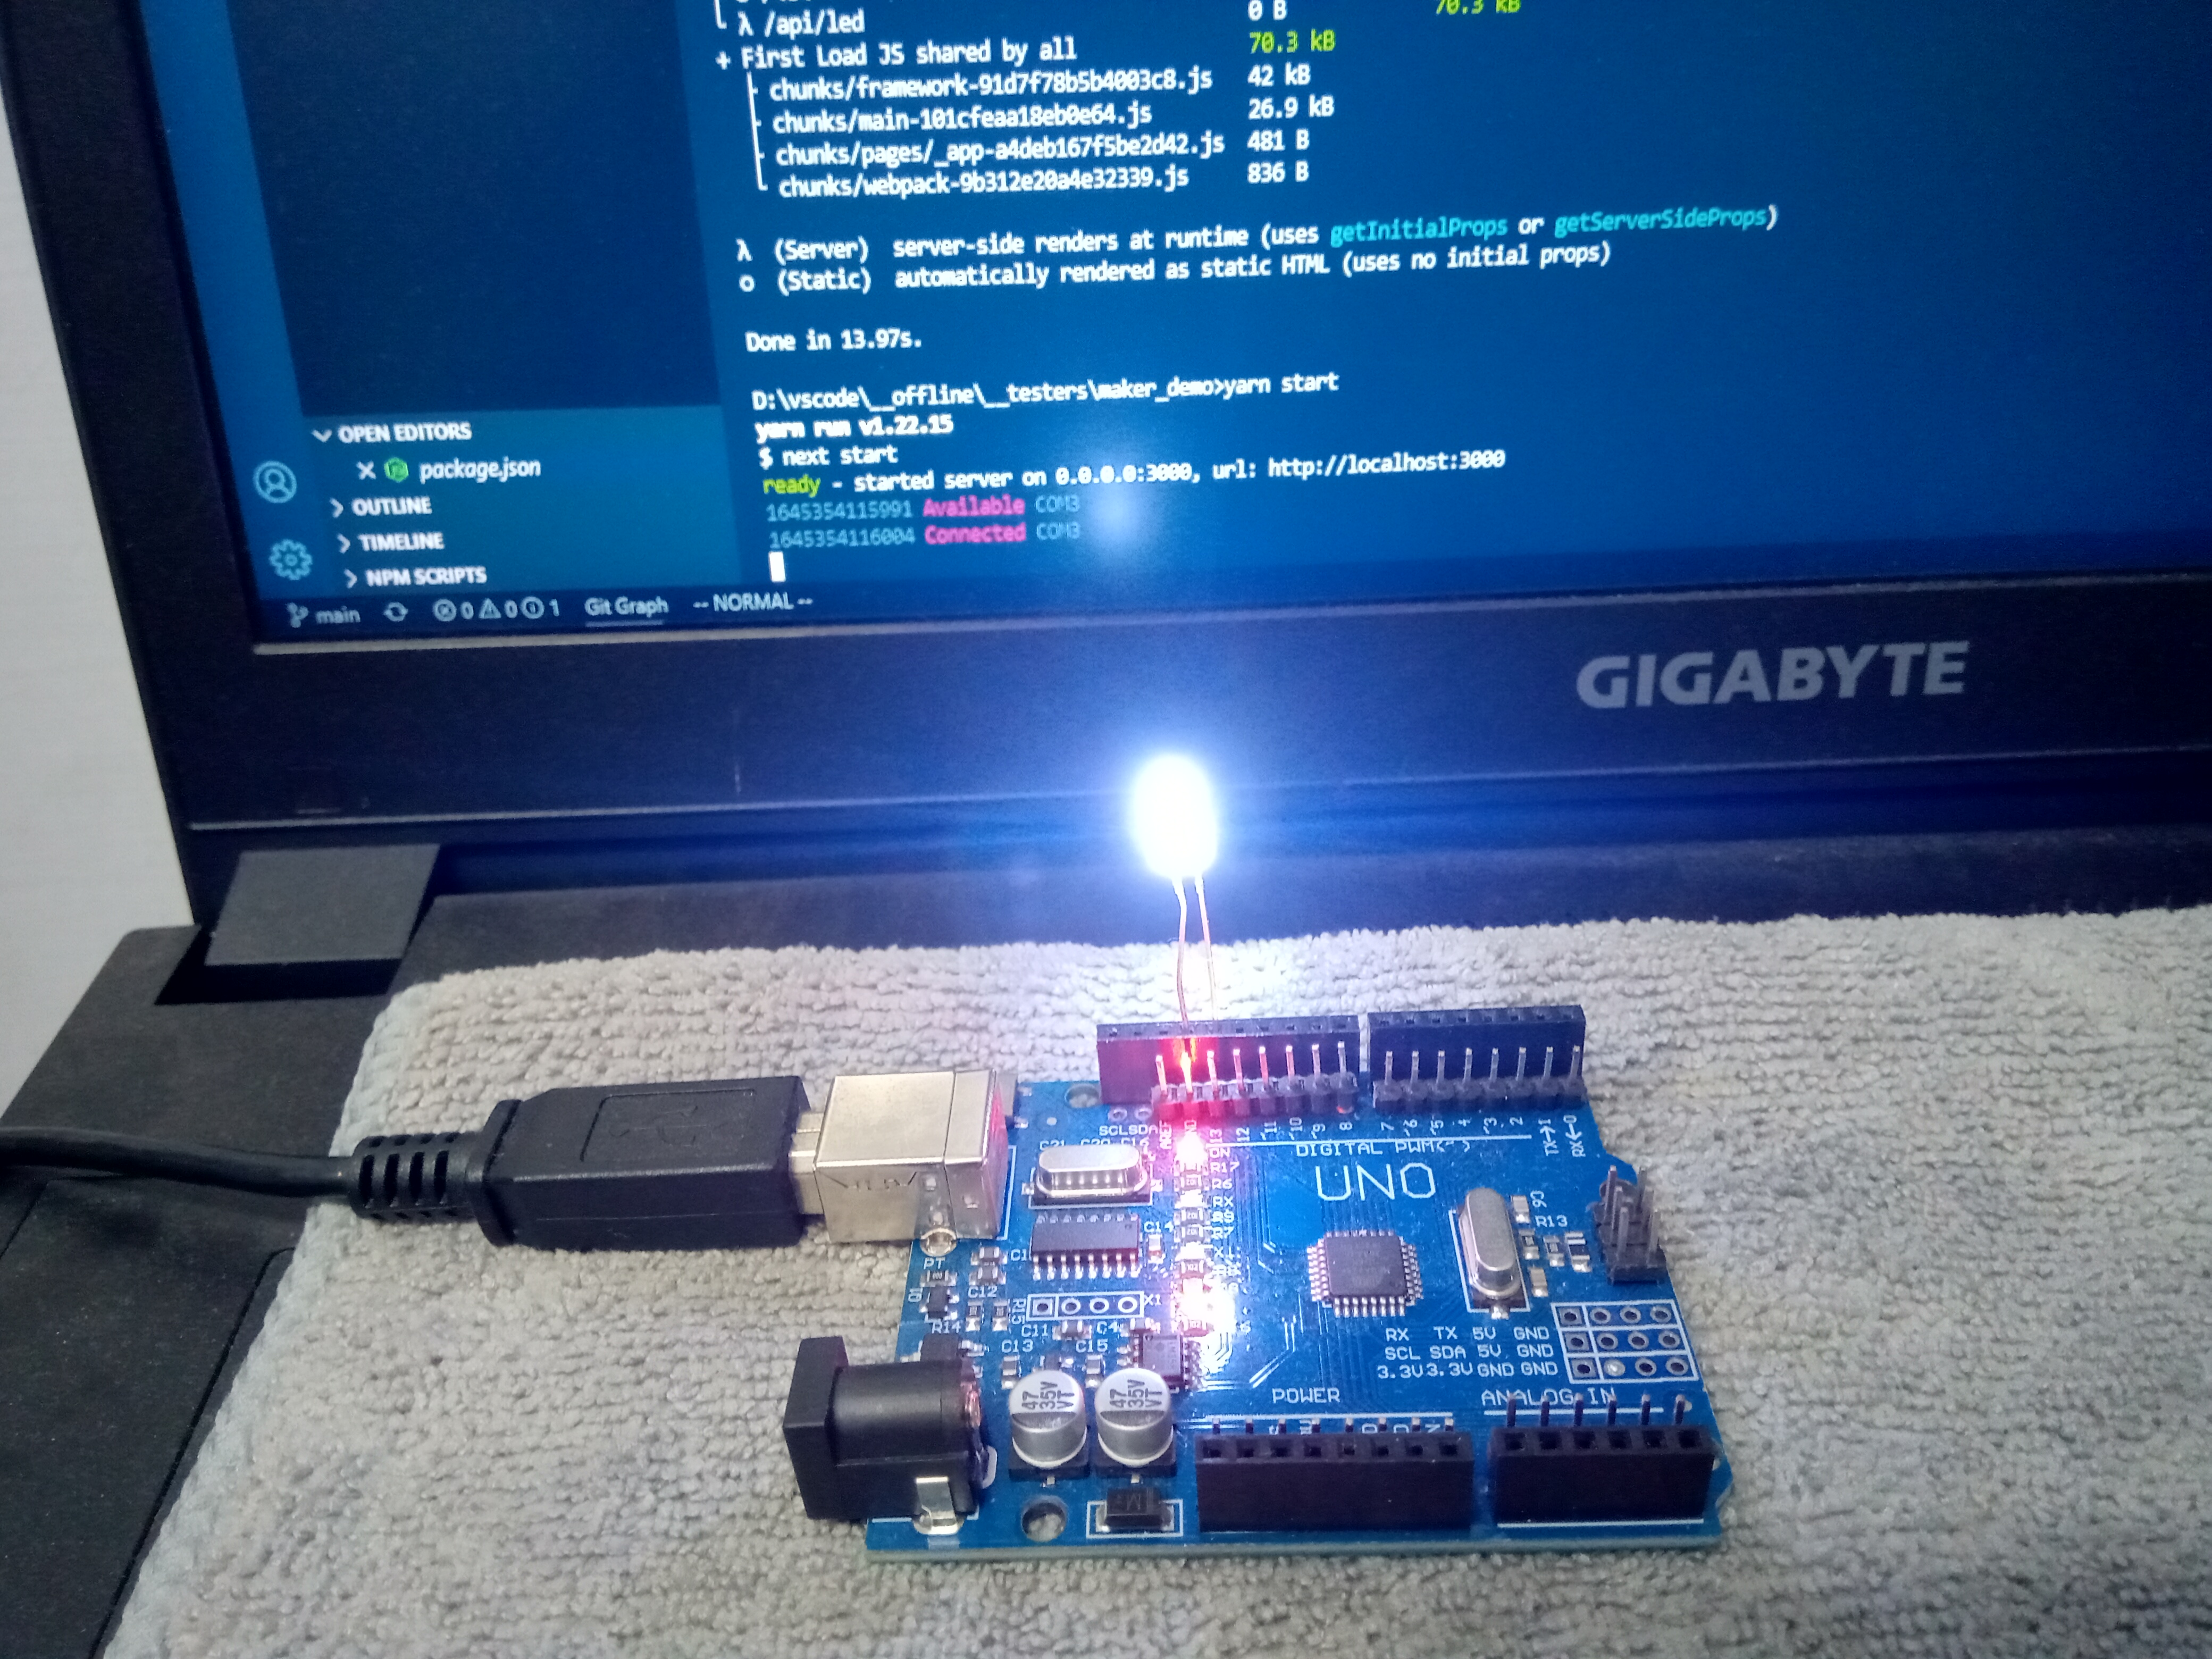 λ /api/led 0 B 70.3 kB
+ First Load JS shared by all 70.3 kB
chunks/framework-91d7f78b5b4003c8.js 42 kB
chunks/main-101cfeaa18eb0e64.js 26.9 kB
chunks/pages/_app-a4deb167f5be2d42.js 481 B
chunks/webpack-9b312e20a4e32339.js 836 B
λ (Server) server-side renders at runtime (uses getInitialProps or getServerSideProps)
o (Static) automatically rendered as static HTML (uses no initial props)
Done in 13.97s.
D:\vscode\__offline\__testers\maker_demo>yarn start
yarn run v1.22.15
$ next start
ready - started server on 0.0.0.0:3000, url: http://localhost:3000
1645354115991 Available COM3
1645354116004 Connected COM3
OPEN EDITORS
package.json
OUTLINE
TIMELINE
NPM SCRIPTS
main 0 0 1 Git Graph -- NORMAL --
GIGABYTE
SCL SDA AREF 13 12 11 10 9 8 7 6 5 4 3 2 TX→1 RX←0
DIGITAL PWM
UNO
ON
R17
R6
RX
C14
R13
PT
C12
R14
C11
C4
X1
C13
C15
RX TX 5V GND
SCL SDA 5V GND
3.3V 3.3V GND GND
POWER
ANALOG IN
47
35V
VT
47
35V
VT